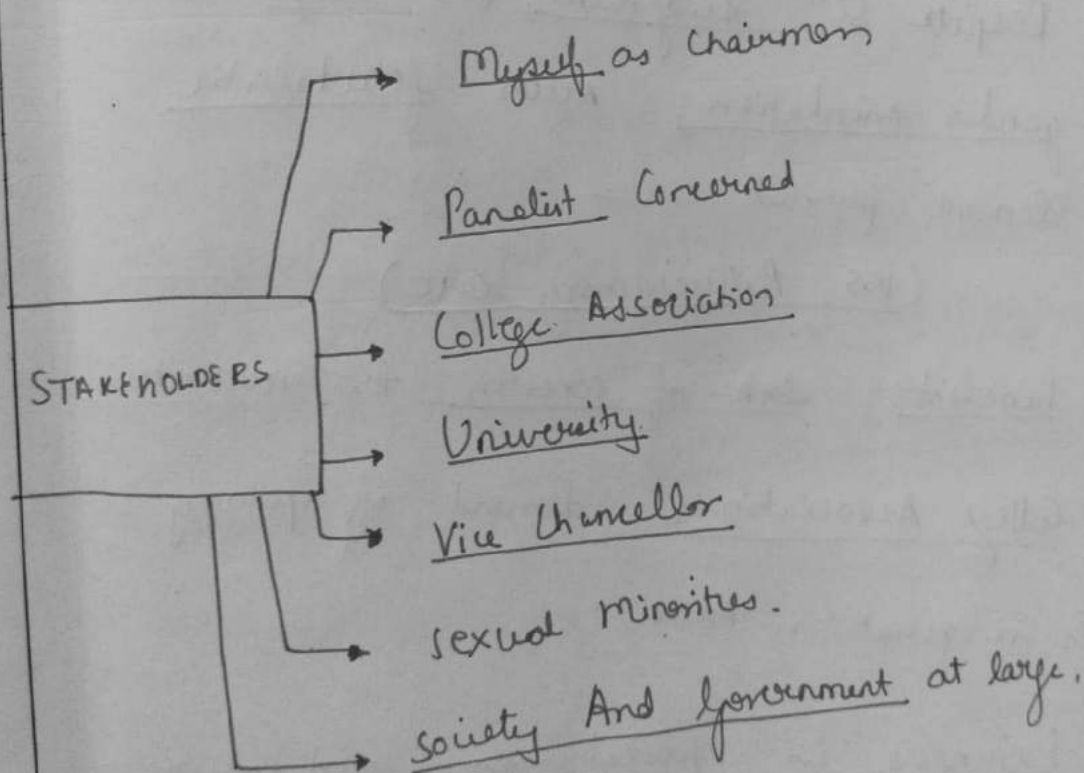 Myself as Chairman
Panelist Concerned
College Association
STAKEHOLDERS
University
Vice Chancellor
sexual Minorities.
Society And Government at large.